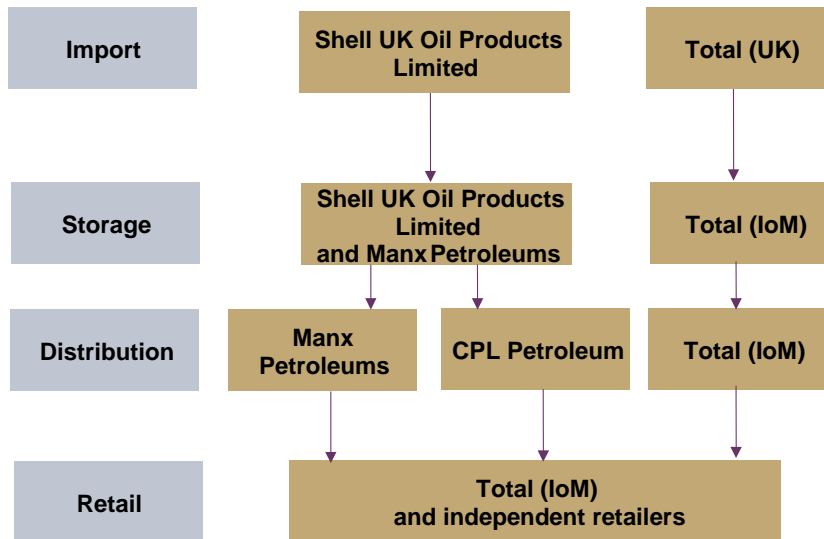 Import
Shell UK Oil Products
Limited
Total (UK)
Storage
Shell UK Oil Products
Limited
and Manx Petroleums
Total (IoM)
Distribution
Manx
Petroleums
CPL Petroleum
Total (IoM)
Retail
Total (IoM)
and independent retailers